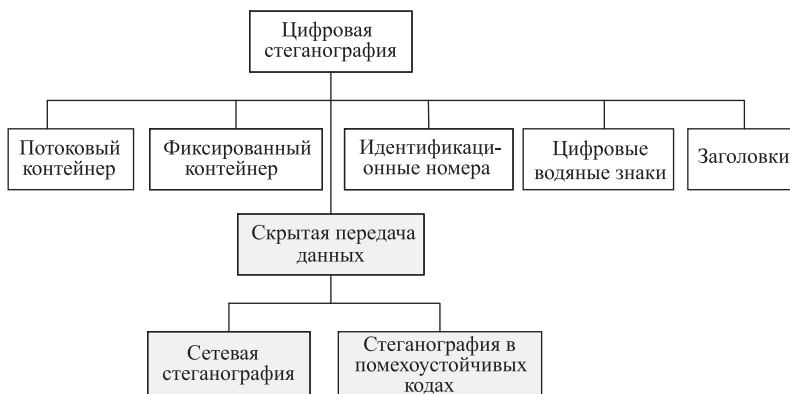 Цифровая
стеганография
Потоковый
контейнер
Фиксированный
контейнер
Идентификаци-
онные номера
Цифровые
водяные знаки
Заголовки
Скрытая передача
данных
Сетевая
стеганография
Стеганография в
помехоустойчивых
кодах